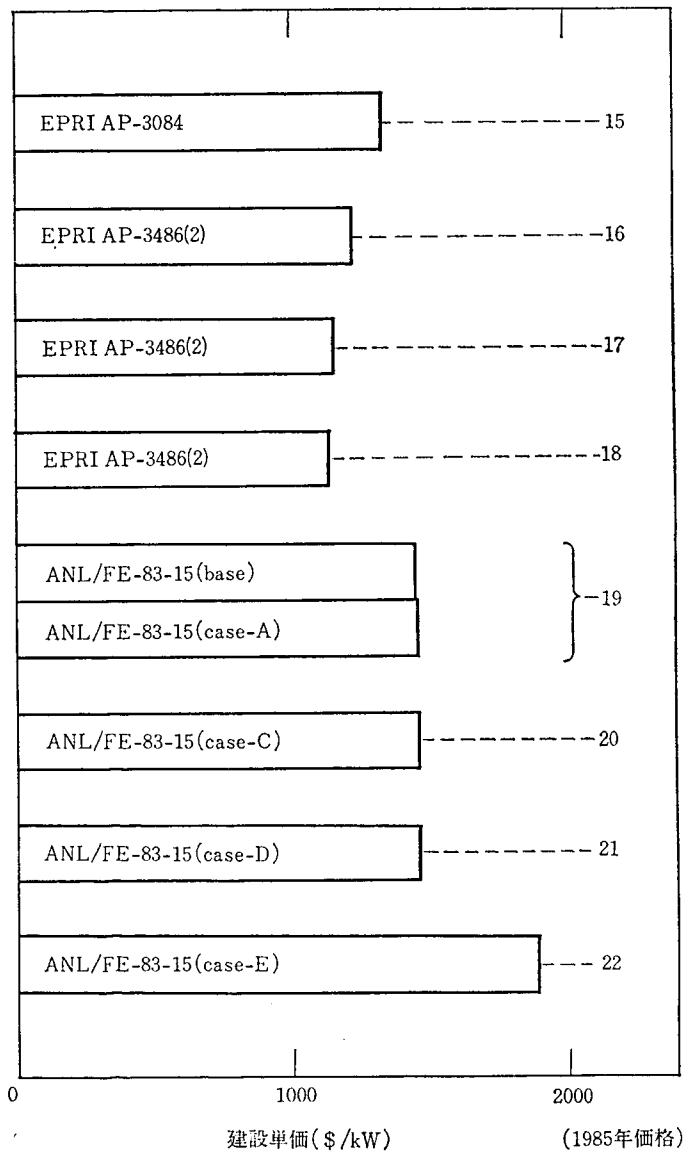 EPRI AP-3084 15
EPRI AP-3486(2) 16
EPRI AP-3486(2) 17
EPRI AP-3486(2) 18
ANL/FE-83-15(base)
ANL/FE-83-15(case-A) 19
ANL/FE-83-15(case-C) 20
ANL/FE-83-15(case-D) 21
ANL/FE-83-15(case-E) 22
0 1000 2000
建設単価($/kW) (1985年価格)